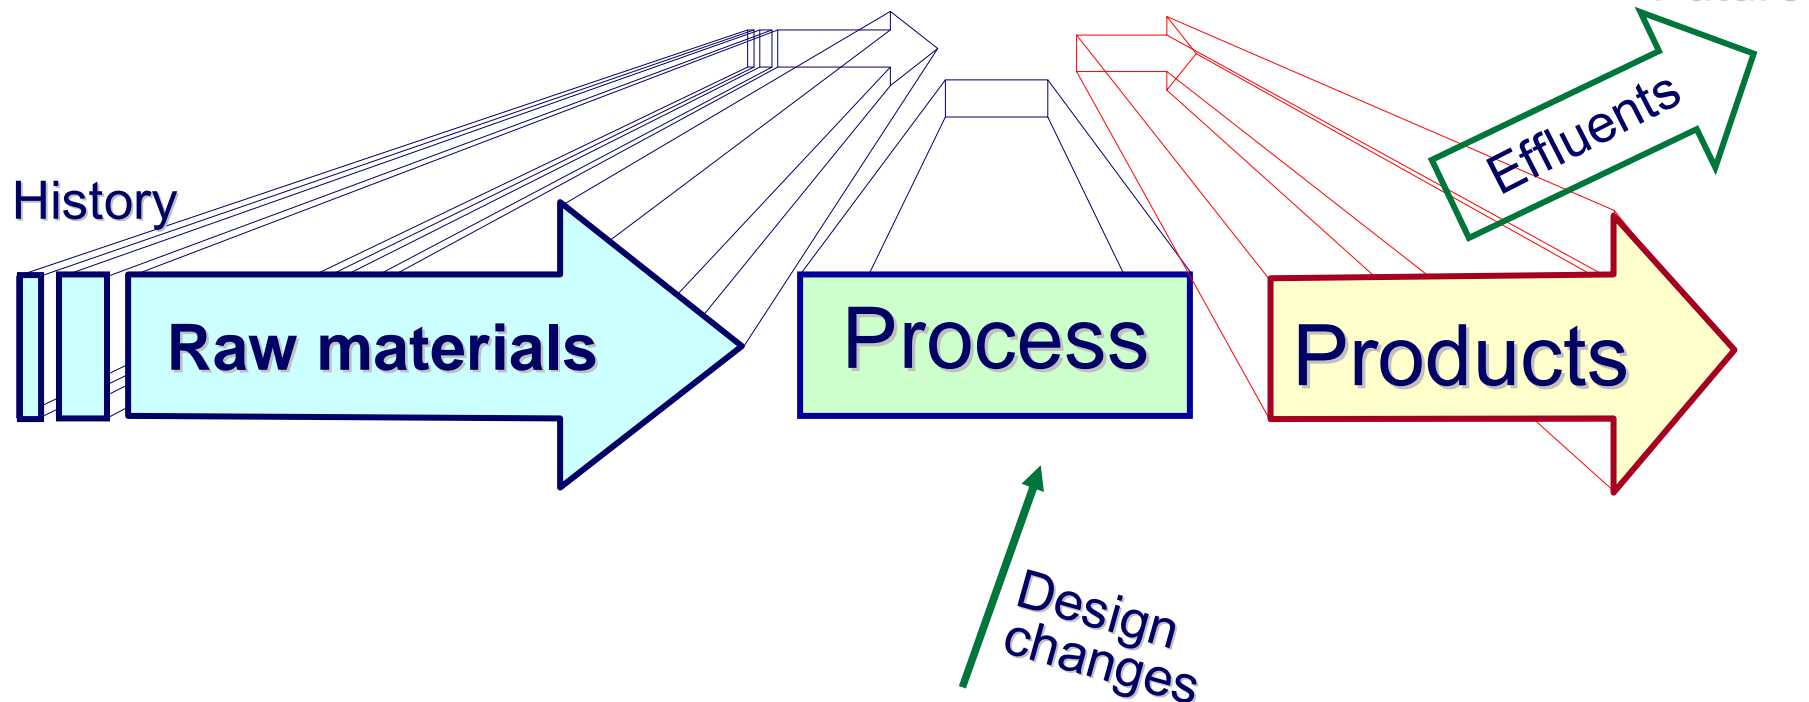 History
Effluents
Raw materials
Process
Products
Design
changes